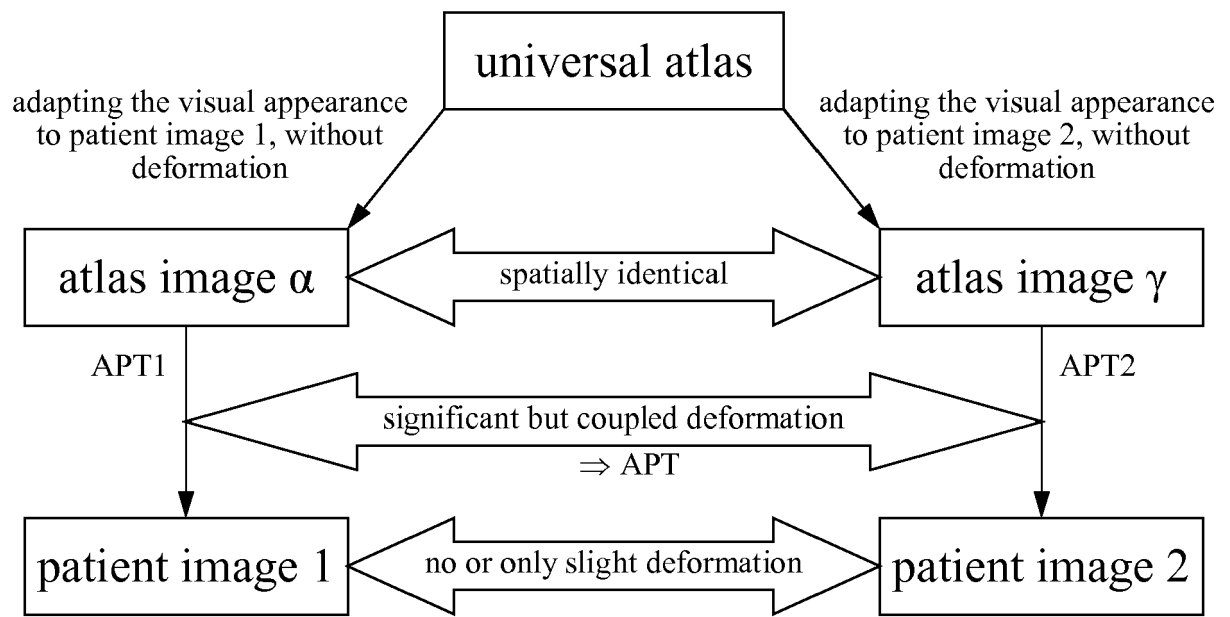 universal atlas
adapting the visual appearance
to patient image 1, without
deformation
adapting the visual appearance
to patient image 2, without
deformation
atlas image α
spatially identical
atlas image γ
APT1
APT2
significant but coupled deformation
⇒ APT
patient image 1
no or only slight deformation
patient image 2